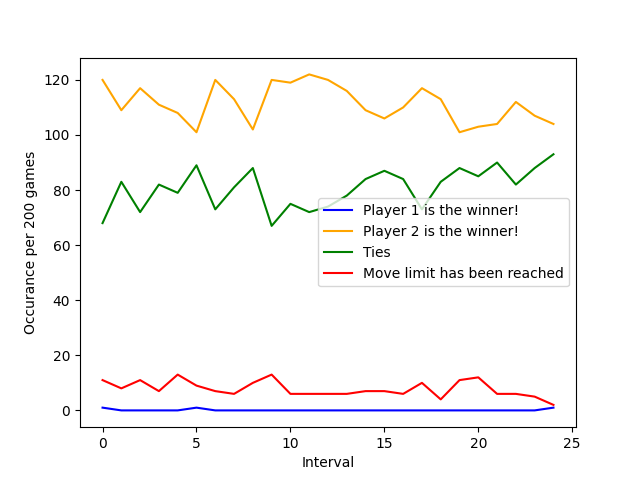 120
100
80
60
40
20
0
Occurance per 200 games
Player 1 is the winner!
Player 2 is the winner!
Ties
Move limit has been reached
0 5 10 15 20 25
Interval